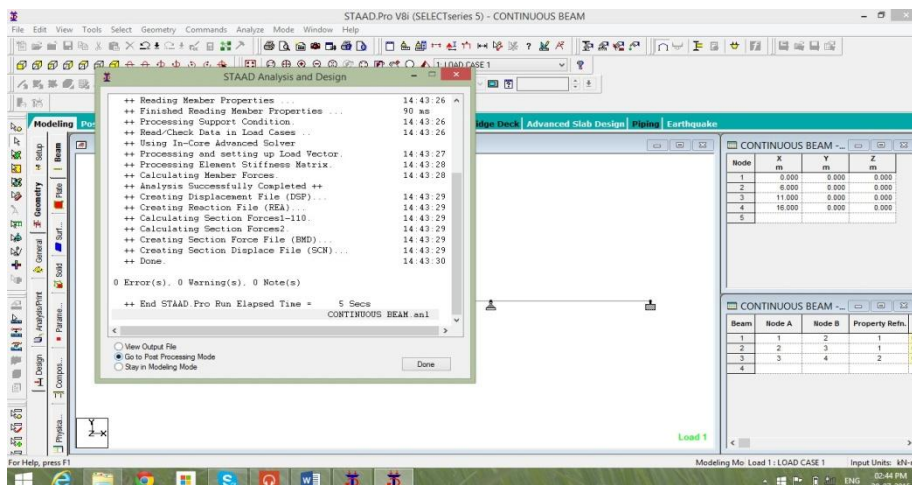 STAAD.Pro V8i (SELECTseries 5) - CONTINUOUS BEAM
File Edit View Tools Select Geometry Commands Analyze Mode Window Help
1: LOAD CASE 1
Modeling
idge Deck Advanced Slab Design Piping Earthquake
STAAD Analysis and Design
++ Reading Member Properties ... 14:43:26
++ Finished Reading Member Properties ... 90 ms
++ Processing Support Condition. 14:43:26
++ Read/Check Data in Load Cases .. 14:43:26
++ Using In-Core Advanced Solver
++ Processing and setting up Load Vector. 14:43:27
++ Processing Element Stiffness Matrix. 14:43:28
++ Calculating Member Forces. 14:43:28
++ Analysis Successfully Completed ++
++ Creating Displacement File (DSP)... 14:43:29
++ Creating Reaction File (REA)... 14:43:29
++ Calculating Section Forces1-110. 14:43:29
++ Calculating Section Forces2. 14:43:29
++ Creating Section Force File (BMD)... 14:43:29
++ Creating Section Displace File (SCN)... 14:43:29
++ Done. 14:43:30
0 Error(s), 0 Warning(s), 0 Note(s)
++ End STAAD.Pro Run Elapsed Time = 5 Secs
CONTINUOUS BEAM.anl
View Output File
Go to Post Processing Mode
Stay in Modeling Mode
Done
Setup
Geometry
General
Analysis/Print
Design
Beam
Plate
Surf...
Solid
Parame...
Compos...
Physica...
CONTINUOUS BEAM -...
Node X m Y m Z m
1 0.000 0.000 0.000
2 6.000 0.000 0.000
3 11.000 0.000 0.000
4 16.000 0.000 0.000
5
CONTINUOUS BEAM -...
Beam Node A Node B Property Refn.
1 1 2 1
2 2 3 1
3 3 4 2
4
Y
Z X
Load 1
For Help, press F1
Modeling Mo Load 1 : LOAD CASE 1 Input Units: kN-
ENG 02:44 PM